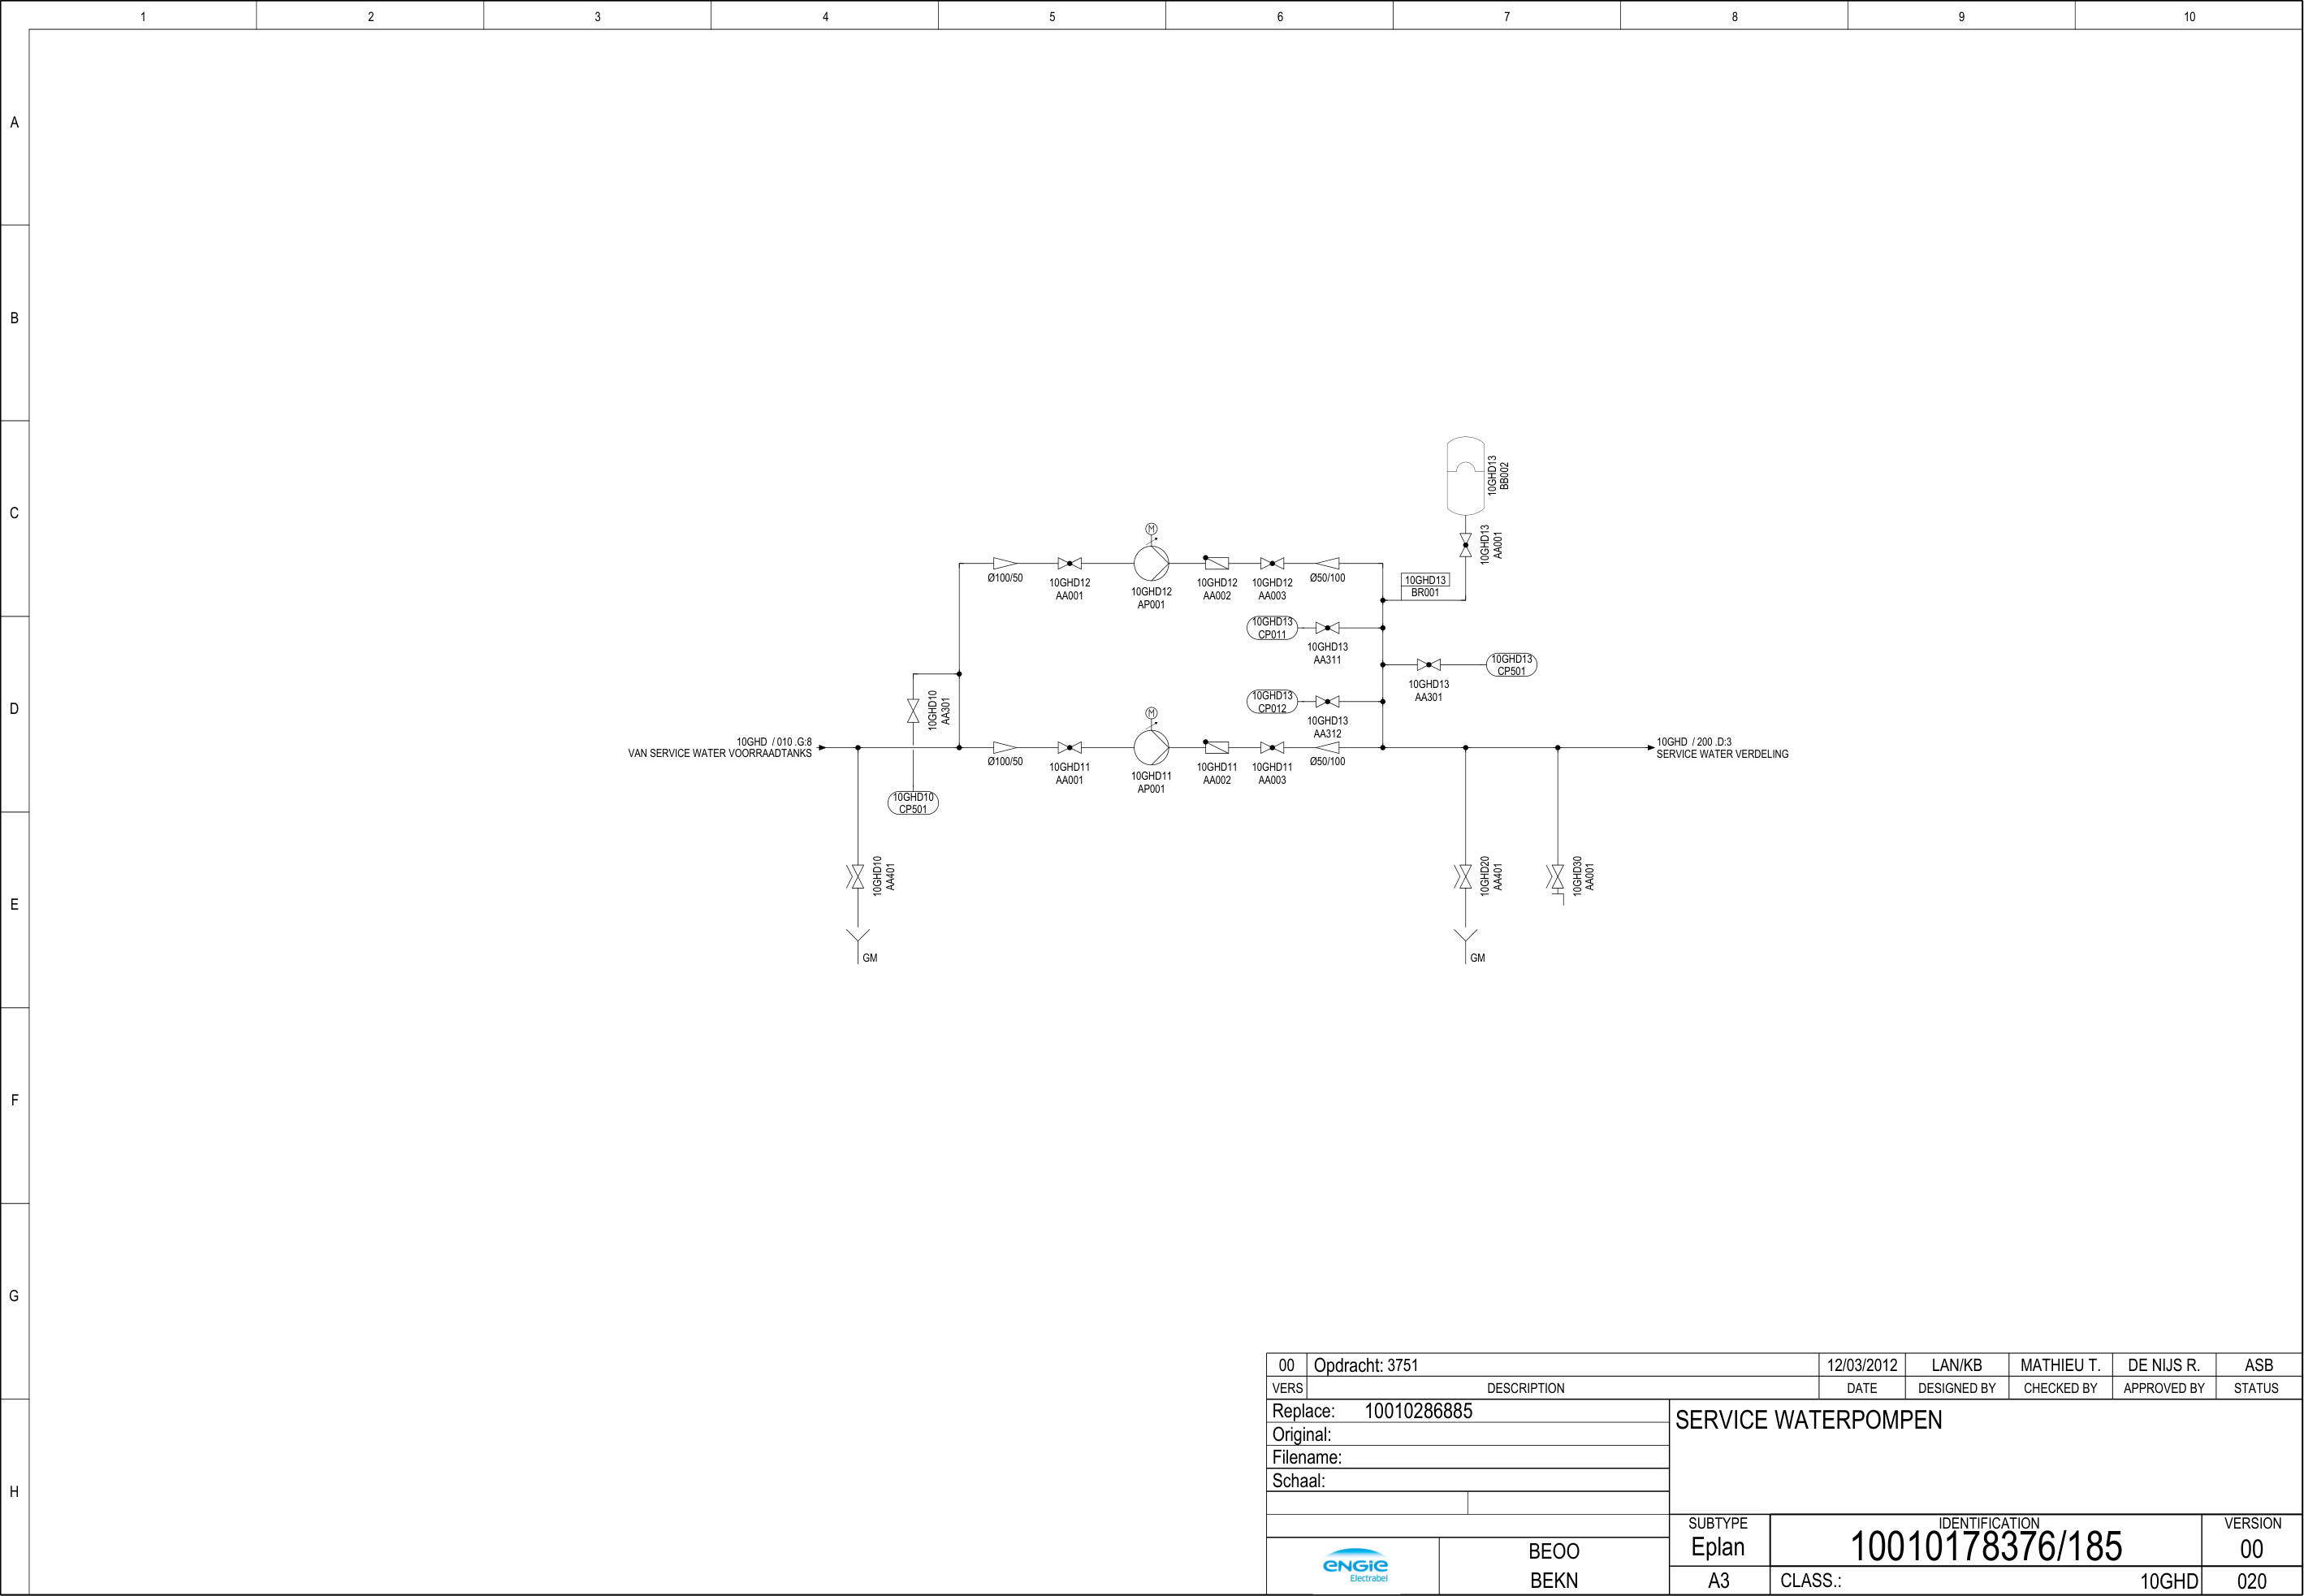 1 2 3 4 5 6 7 8 9 10
A
B
C
D
E
F
G
H
10GHD13
BB002
10GHD13
AA001
M
Ø100/50
10GHD12
AA001
10GHD12
AP001
10GHD12
AA002
10GHD12
AA003
Ø50/100
10GHD13
BR001
10GHD13
CP011
10GHD13
AA311
10GHD13
CP501
10GHD13
AA301
10GHD10
AA301
10GHD13
CP012
10GHD13
AA312
10GHD / 010 .G:8
VAN SERVICE WATER VOORRAADTANKS
M
Ø100/50
10GHD11
AA001
10GHD11
AP001
10GHD11
AA002
10GHD11
AA003
Ø50/100
10GHD / 200 .D:3
SERVICE WATER VERDELING
10GHD10
CP501
10GHD10
AA401
10GHD20
AA401
10GHD30
AA001
GM
GM
00 Opdracht: 3751 12/03/2012 LAN/KB MATHIEU T. DE NIJS R. ASB
VERS DESCRIPTION DATE DESIGNED BY CHECKED BY APPROVED BY STATUS
Replace: 10010286885
Original:
Filename:
Schaal:
SERVICE WATERPOMPEN
SUBTYPE IDENTIFICATION VERSION
Eplan 10010178376/185 00
A3 CLASS.: 10GHD 020
ENGIE
Electrabel
BEOO
BEKN